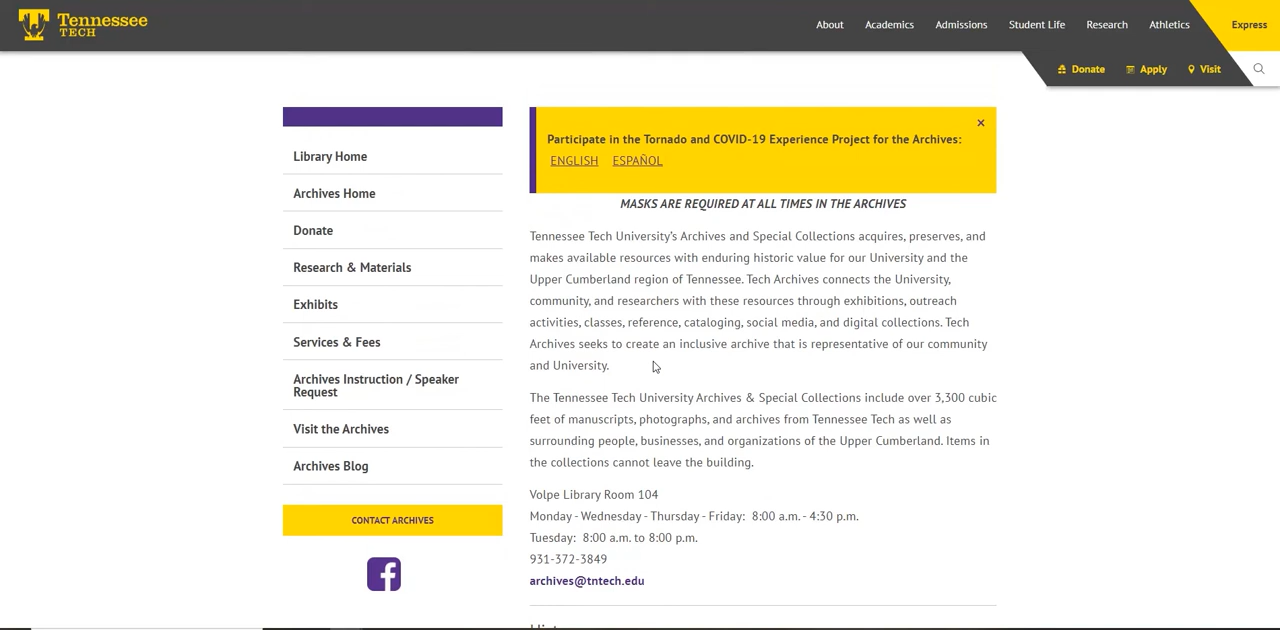 Tennessee
TECH
About
Academics
Admissions
Student Life
Research
Athletics
Express
Donate
Apply
Visit
Library Home
Archives Home
Donate
Research & Materials
Exhibits
Services & Fees
Archives Instruction / Speaker
Request
Visit the Archives
Archives Blog
CONTACT ARCHIVES
Participate in the Tornado and COVID-19 Experience Project for the Archives:
ENGLISH ESPAÑOL
×
MASKS ARE REQUIRED AT ALL TIMES IN THE ARCHIVES
Tennessee Tech University's Archives and Special Collections acquires, preserves, and
makes available resources with enduring historic value for our University and the
Upper Cumberland region of Tennessee. Tech Archives connects the University,
community, and researchers with these resources through exhibitions, outreach
activities, classes, reference, cataloging, social media, and digital collections. Tech
Archives seeks to create an inclusive archive that is representative of our community
and University.
The Tennessee Tech University Archives & Special Collections include over 3,300 cubic
feet of manuscripts, photographs, and archives from Tennessee Tech as well as
surrounding people, businesses, and organizations of the Upper Cumberland. Items in
the collections cannot leave the building.
Volpe Library Room 104
Monday - Wednesday - Thursday - Friday: 8:00 a.m. - 4:30 p.m.
Tuesday: 8:00 a.m. to 8:00 p.m.
931-372-3849
archives@tntech.edu